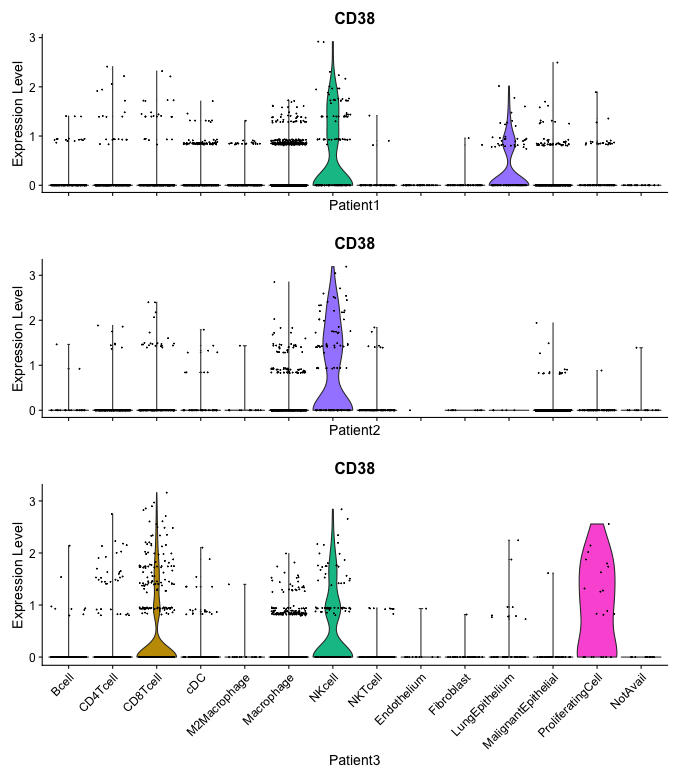 CD38
Expression Level
3
2
1
0
Patient1
CD38
Expression Level
3
2
1
0
Patient2
CD38
Expression Level
3
2
1
0
Bcell
CD4Tcell
CD8Tcell
cDC
M2Macrophage
Macrophage
NKcell
NKTcell
Endothelium
Fibroblast
LungEpithelium
MalignantEpithelial
ProliferatingCell
NotAvail
Patient3